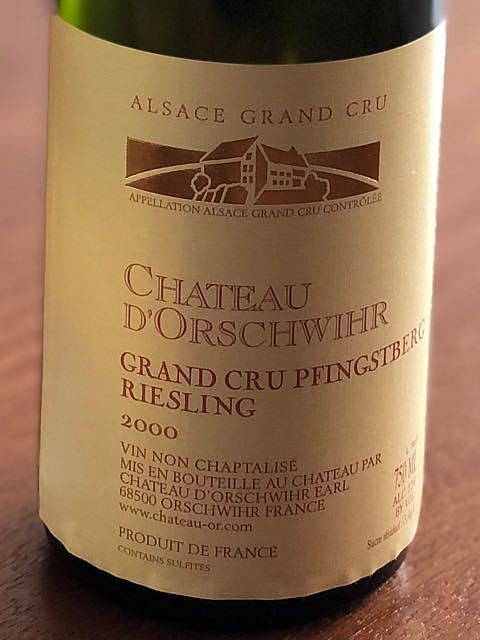 ALSACE GRAND CRU
APPELLATION ALSACE GRAND CRU CONTRÔLÉE
CHATEAU
D'ORSCHWIHR
GRAND CRU PFINGSTBERG
RIESLING
2000
VIN NON CHAPTALISÉ
MIS EN BOUTEILLE AU CHATEAU PAR
CHATEAU D'ORSCHWIHR EARL
68500 ORSCHWIHR FRANCE
www.chateau-or.com
PRODUIT DE FRANCE
CONTAINS SULFITES
750 ML